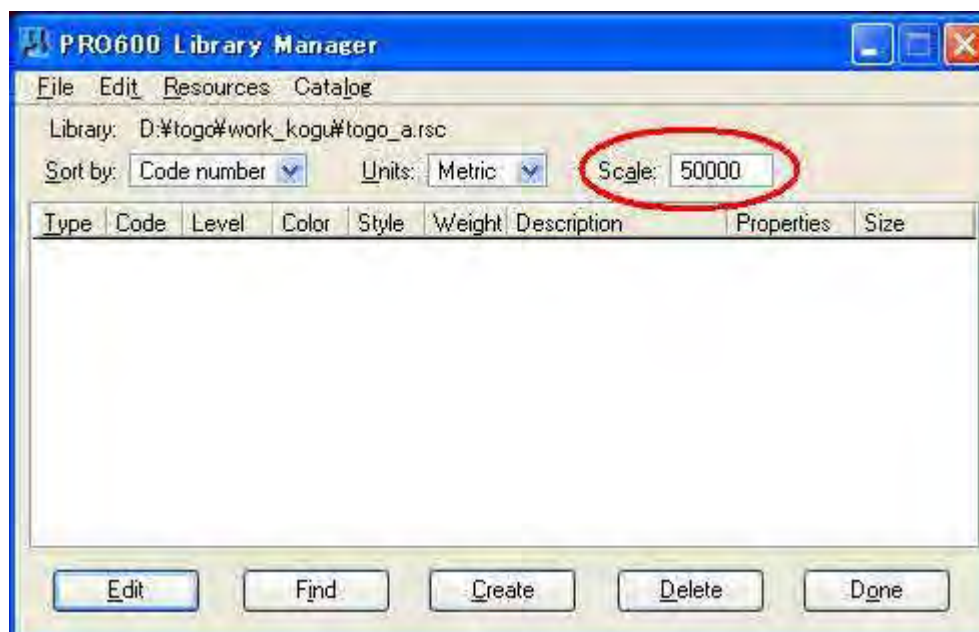 PRO600 Library Manager
File Edit Resources Catalog
Library: D:¥togo¥work_kogu¥togo_a.rsc
Sort by: Code number Units: Metric Scale: 50000
Type Code Level Color Style Weight Description Properties Size
Edit Find Create Delete Done